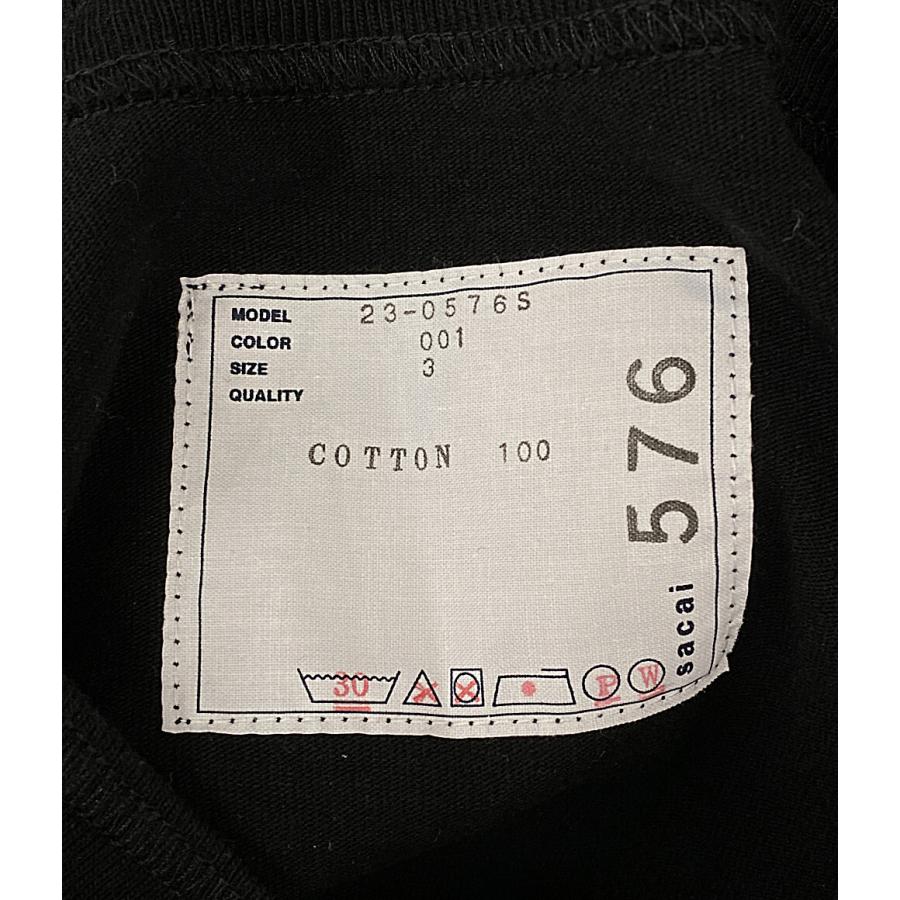 MODEL 23-0576S
COLOR 001
SIZE 3
QUALITY
COTTON 100
576
sacai
30
P
W